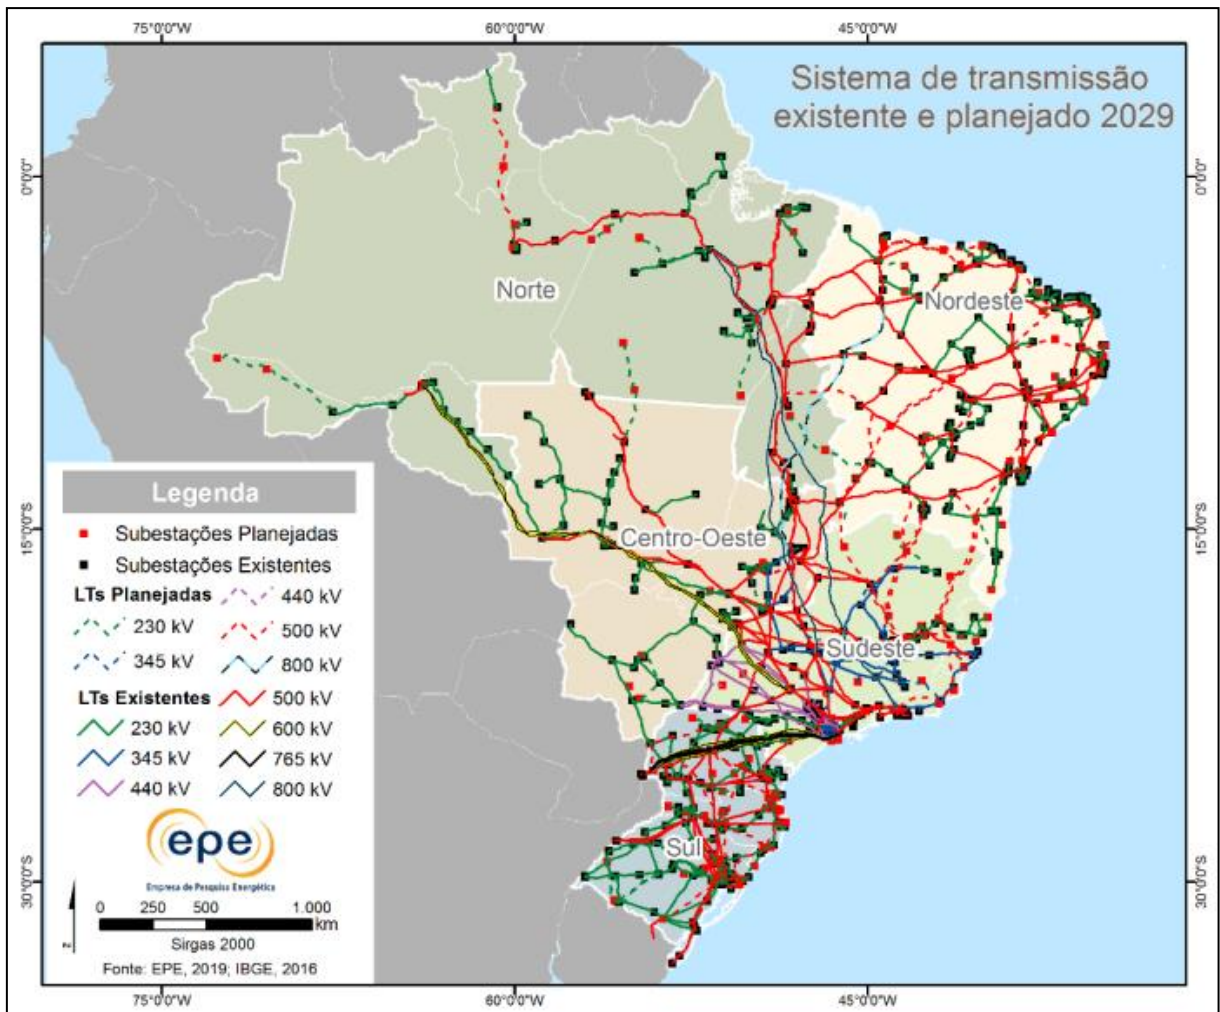 75°0'0"W 60°0'0"W 45°0'0"W
Sistema de transmissão
existente e planejado 2029
0°0'0"
0°0'0"
Norte
Nordeste
Legenda
Subestações Planejadas
Subestações Existentes
LTs Planejadas
440 kV
230 kV
500 kV
345 kV
800 kV
LTs Existentes
500 kV
230 kV
600 kV
345 kV
765 kV
440 kV
800 kV
15°0'0"S
15°0'0"S
Centro-Oeste
Sudeste
Sul
epe
Empresa de Pesquisa Energética
30°0'0"S
30°0'0"S
0 250 500 1.000
km
Sirgas 2000
Fonte: EPE, 2019; IBGE, 2016
75°0'0"W 60°0'0"W 45°0'0"W